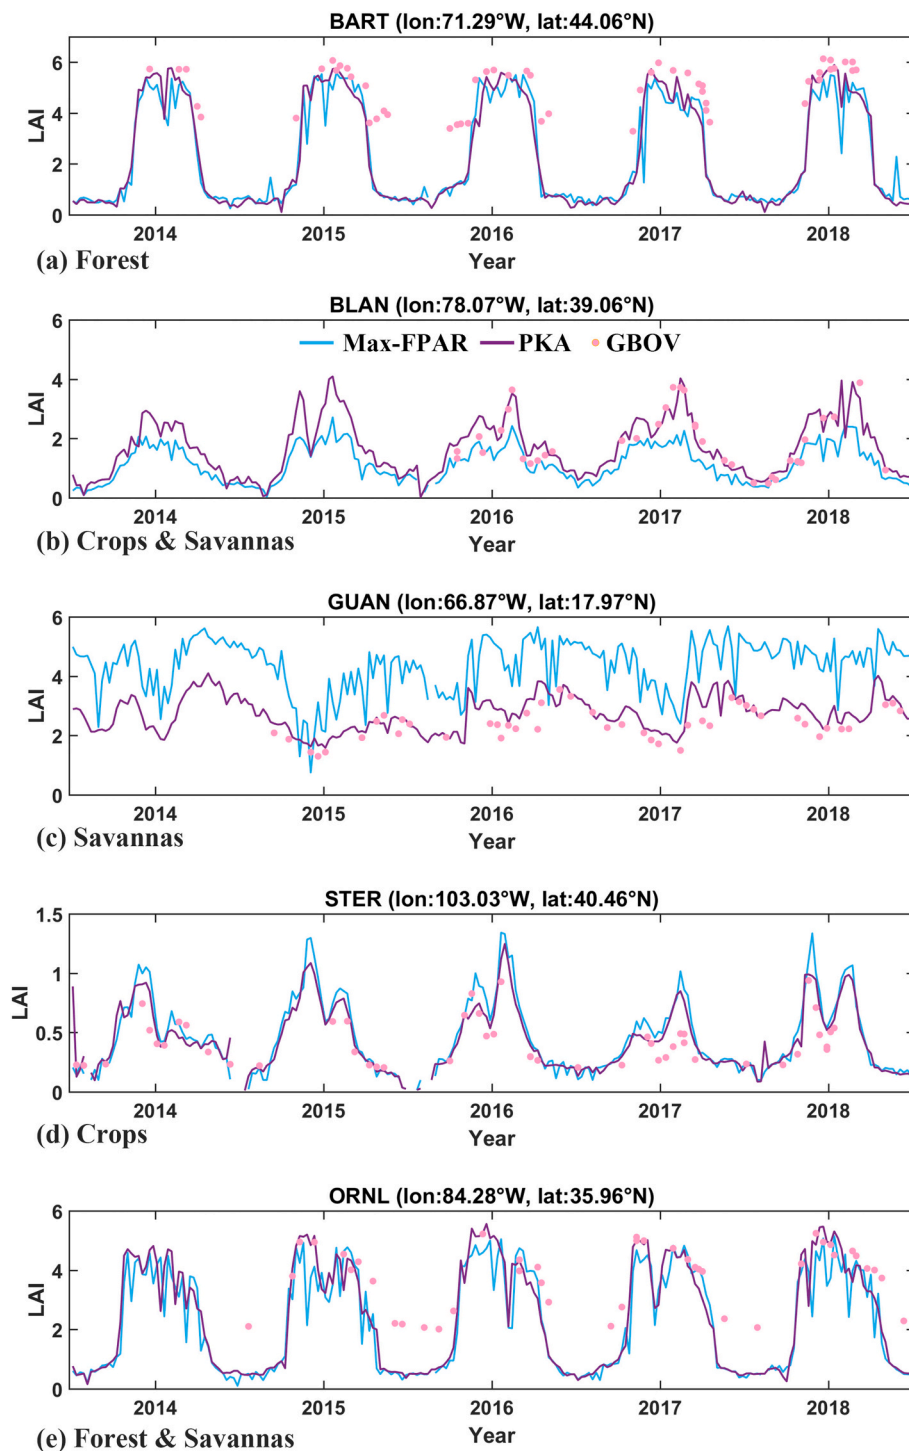 BART (lon:71.29°W, lat:44.06°N)
6
4
2
0
LAI
2014 2015 2016 2017 2018
Year
(a) Forest
BLAN (lon:78.07°W, lat:39.06°N)
Max-FPAR PKA GBOV
6
4
2
0
LAI
2014 2015 2016 2017 2018
Year
(b) Crops & Savannas
GUAN (lon:66.87°W, lat:17.97°N)
6
4
2
0
LAI
2014 2015 2016 2017 2018
Year
(c) Savannas
STER (lon:103.03°W, lat:40.46°N)
1.5
1
0.5
0
LAI
2014 2015 2016 2017 2018
Year
(d) Crops
ORNL (lon:84.28°W, lat:35.96°N)
6
4
2
0
LAI
2014 2015 2016 2017 2018
Year
(e) Forest & Savannas